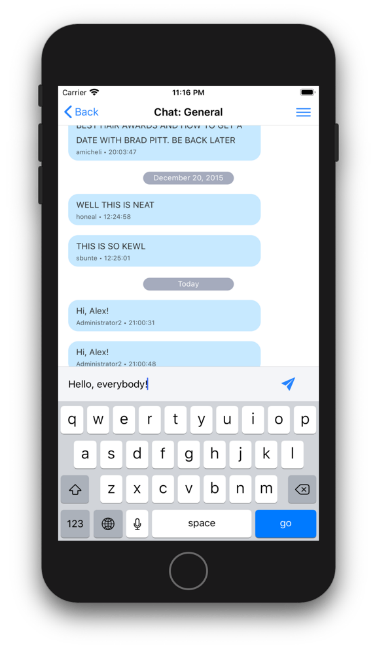 Carrier 11:16 PM
Back Chat: General
BEST HAIR AWARDS AND HOW TO GET A
DATE WITH BRAD PITT. BE BACK LATER
amicheli • 20:03:47
December 20, 2015
WELL THIS IS NEAT
honeal • 12:24:58
THIS IS SO KEWL
sbunte • 12:25:01
Today
Hi, Alex!
Administrator2 • 21:00:31
Hi, Alex!
Administrator2 • 21:00:48
Hello, everybody!
q w e r t y u i o p
a s d f g h j k l
z x c v b n m
123 space go